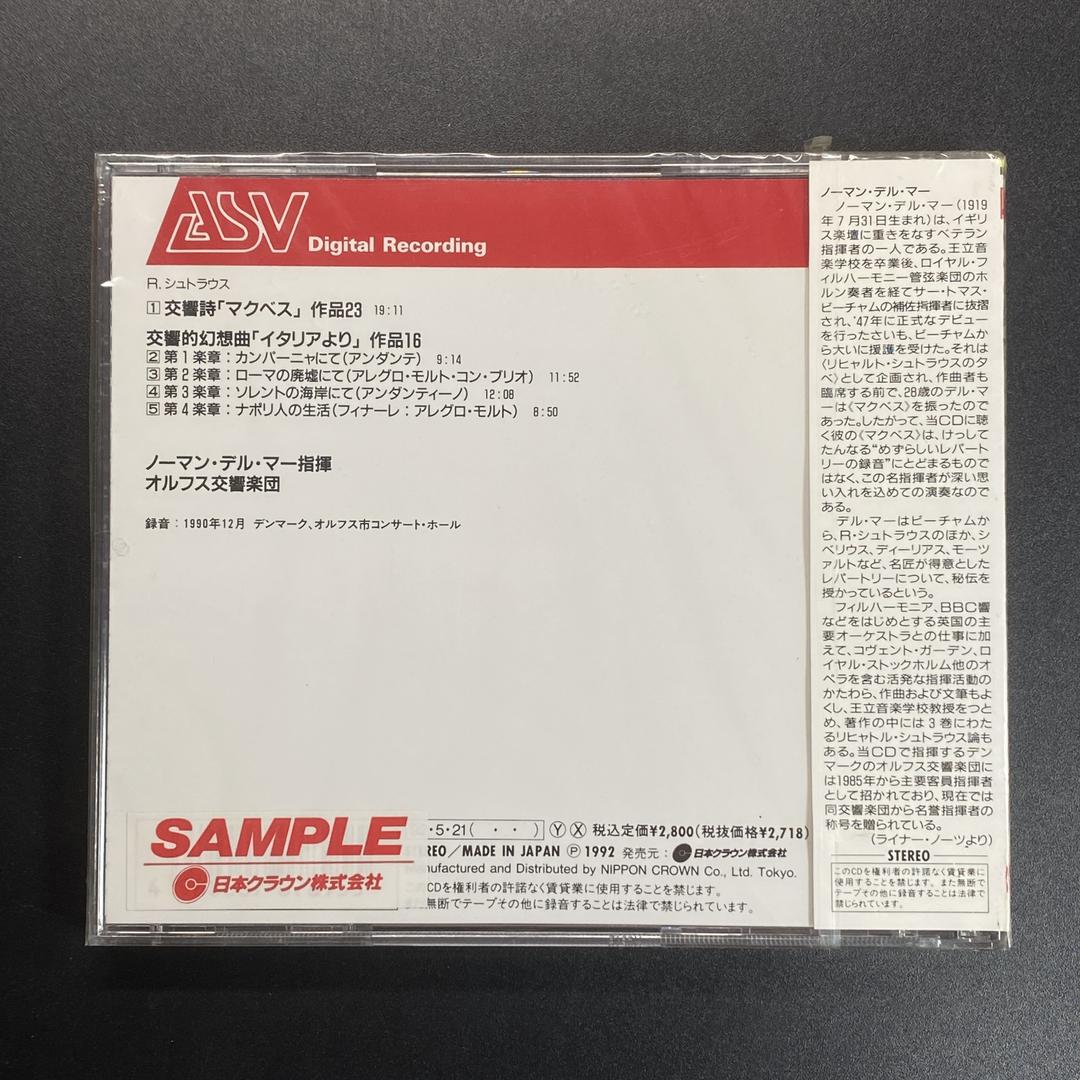 ASV
Digital Recording
R.シュトラウス
1 交響詩「マクベス」 作品23 19:11
交響的幻想曲「イタリアより」 作品16
2 第1楽章：カンパーニャにて(アンダンテ) 9:14
3 第2楽章：ローマの廃墟にて(アレグロ・モルト・コン・ブリオ) 11:52
4 第3楽章：ソレントの海岸にて(アンダンティーノ) 12:08
5 第4楽章：ナポリ人の生活(フィナーレ：アレグロ・モルト) 8:50
ノーマン・デル・マー指揮
オルフス交響楽団
録音：1990年12月 デンマーク、オルフス市コンサート・ホール
SAMPLE
日本クラウン株式会社
・5・21( ・ ・ ) Ⓨ Ⓧ 税込定価¥2,800(税抜価格¥2,718)
REO／MADE IN JAPAN Ⓟ 1992 発売元： 日本クラウン株式会社
nufactured and Distributed by NIPPON CROWN Co., Ltd. Tokyo.
CDを権利者の許諾なく賃貸業に使用することを禁じます。
無断でテープその他に録音することは法律で禁じられています。
ノーマン・デル・マー
ノーマン・デル・マー(1919
年7月31日生まれ)は、イギリ
ス楽壇に重きをなすベテラン
指揮者の一人である。王立音
楽学校を卒業後、ロイヤル・フ
ィルハーモニー管弦楽団のホ
ルン奏者を経てサー・トマス・
ビーチャムの補佐指揮者に抜擢
され、'47年に正式なデビュー
を行ったさいも、ビーチャムか
ら大いに援護を受けた。それは
〈リヒャルト・シュトラウスの夕
べ〉として企画され、作曲者も
臨席する前で、28歳のデル・マ
ーは《マクベス》を振ったので
あった。したがって、当CDに聴
く彼の《マクベス》は、けっして
たんなる“めずらしいレパート
リーの録音”にとどまるもので
はなく、この名指揮者が深い思
い入れを込めての演奏なので
ある。
デル・マーはビーチャムか
ら、R・シュトラウスのほか、シ
ベリウス、ディーリアス、モーツ
ァルトなど、名匠が得意とした
レパートリーについて、秘伝を
授かっているという。
フィルハーモニア、BBC響
などをはじめとする英国の主
要オーケストラとの仕事に加
えて、コヴェント・ガーデン、ロ
イヤル・ストックホルム他のオ
ペラを含む活発な指揮活動の
かたわら、作曲および文筆もよ
くし、王立音楽学校教授をつと
め、著作の中には3巻にわた
るリヒャトル・シュトラウス論も
ある。当CDで指揮するデン
マークのオルフス交響楽団に
は1985年から主要客員指揮者
として招かれており、現在では
同交響楽団から名誉指揮者の
称号を贈られている。
(ライナー・ノーツより)
STEREO
このCDを権利者の許諾なく賃貸業に
使用することを禁じます。また無断で
テープその他に録音することは法律で
禁じられています。